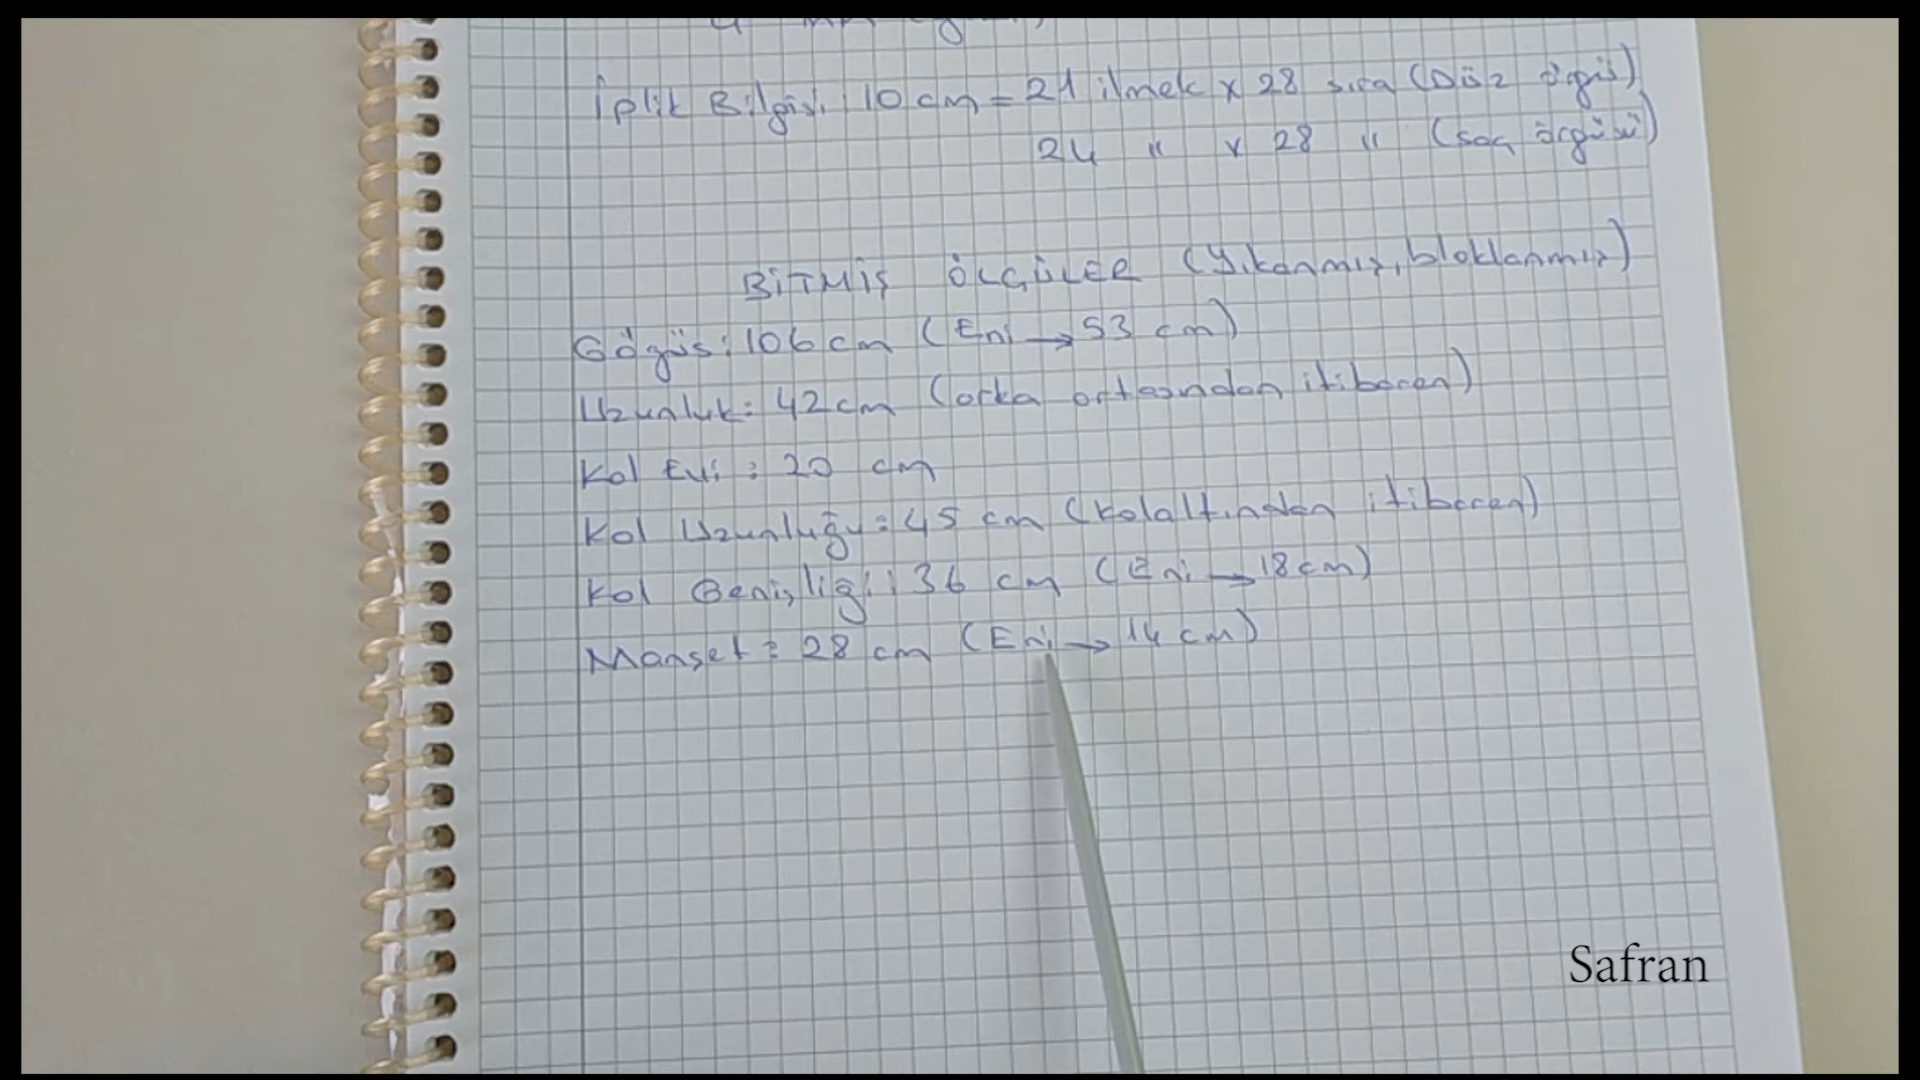 İplik Bilgisi: 10 cm = 21 ilmek x 28 sıra (Düz örgü)
24 " x 28 " (saç örgüsü)
BİTMİŞ ÖLÇÜLER (Yıkanmış, bloklanmış)
Göğüs: 106 cm (Eni → 53 cm)
Uzunluk: 42 cm (arka ortasından itibaren)
Kol Evi: 20 cm
Kol Uzunluğu: 45 cm (kolaltından itibaren)
Kol Genişliği: 36 cm (Eni → 18 cm)
Manşet: 28 cm (Eni → 14 cm)
Safran